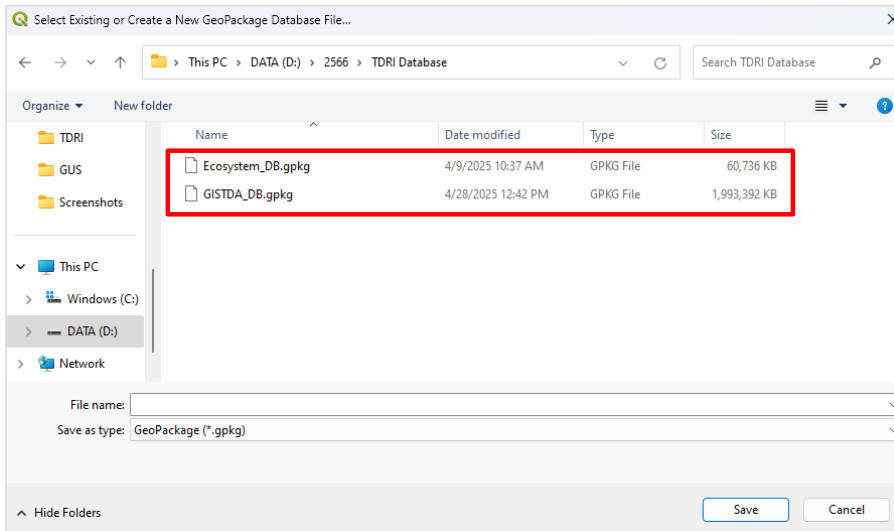 Select Existing or Create a New GeoPackage Database File...
This PC > DATA (D:) > 2566 > TDRI Database
Search TDRI Database
Organize
New folder
Name
Date modified
Type
Size
TDRI
GUS
Screenshots
This PC
Windows (C:)
DATA (D:)
Network
Ecosystem_DB.gpkg 4/9/2025 10:37 AM GPKG File 60,736 KB
GISTDA_DB.gpkg 4/28/2025 12:42 PM GPKG File 1,993,392 KB
File name:
Save as type: GeoPackage (*.gpkg)
Hide Folders
Save
Cancel